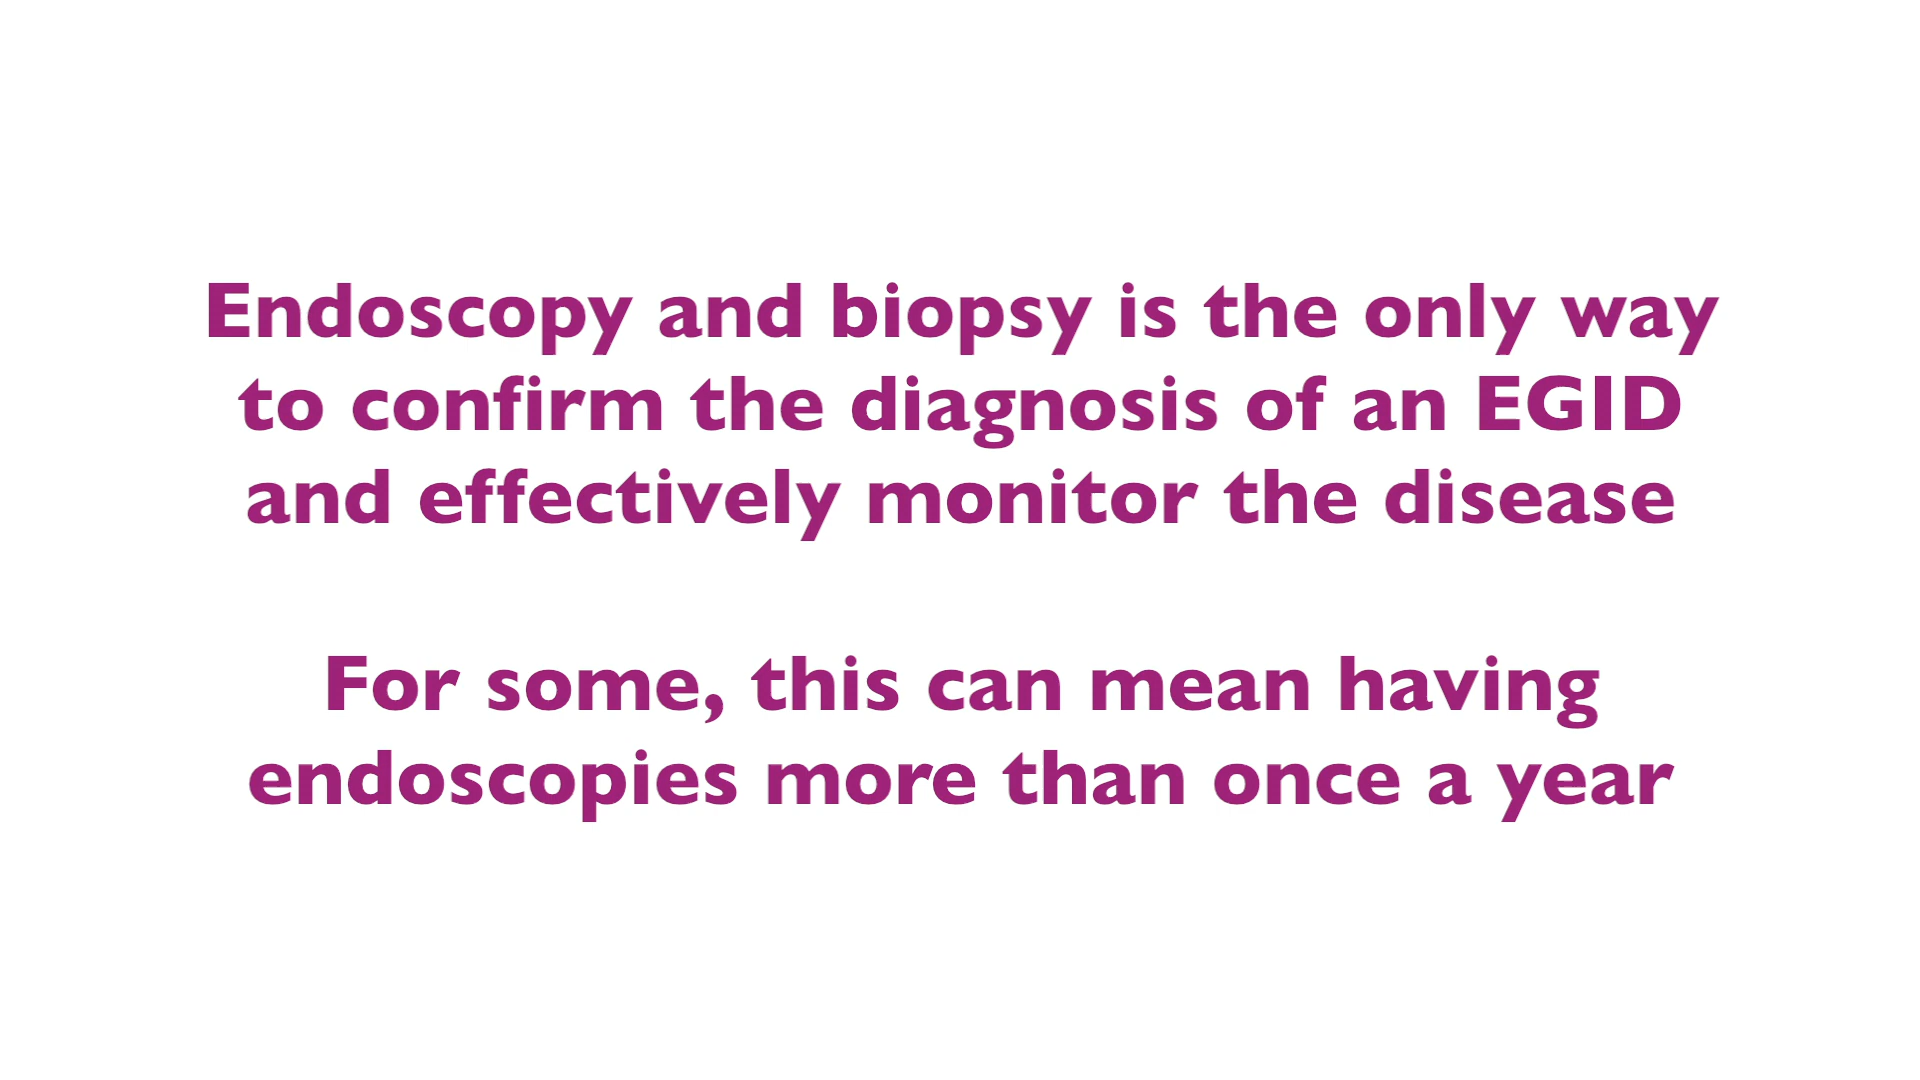 Endoscopy and biopsy is the only way
to confirm the diagnosis of an EGID
and effectively monitor the disease
For some, this can mean having
endoscopies more than once a year